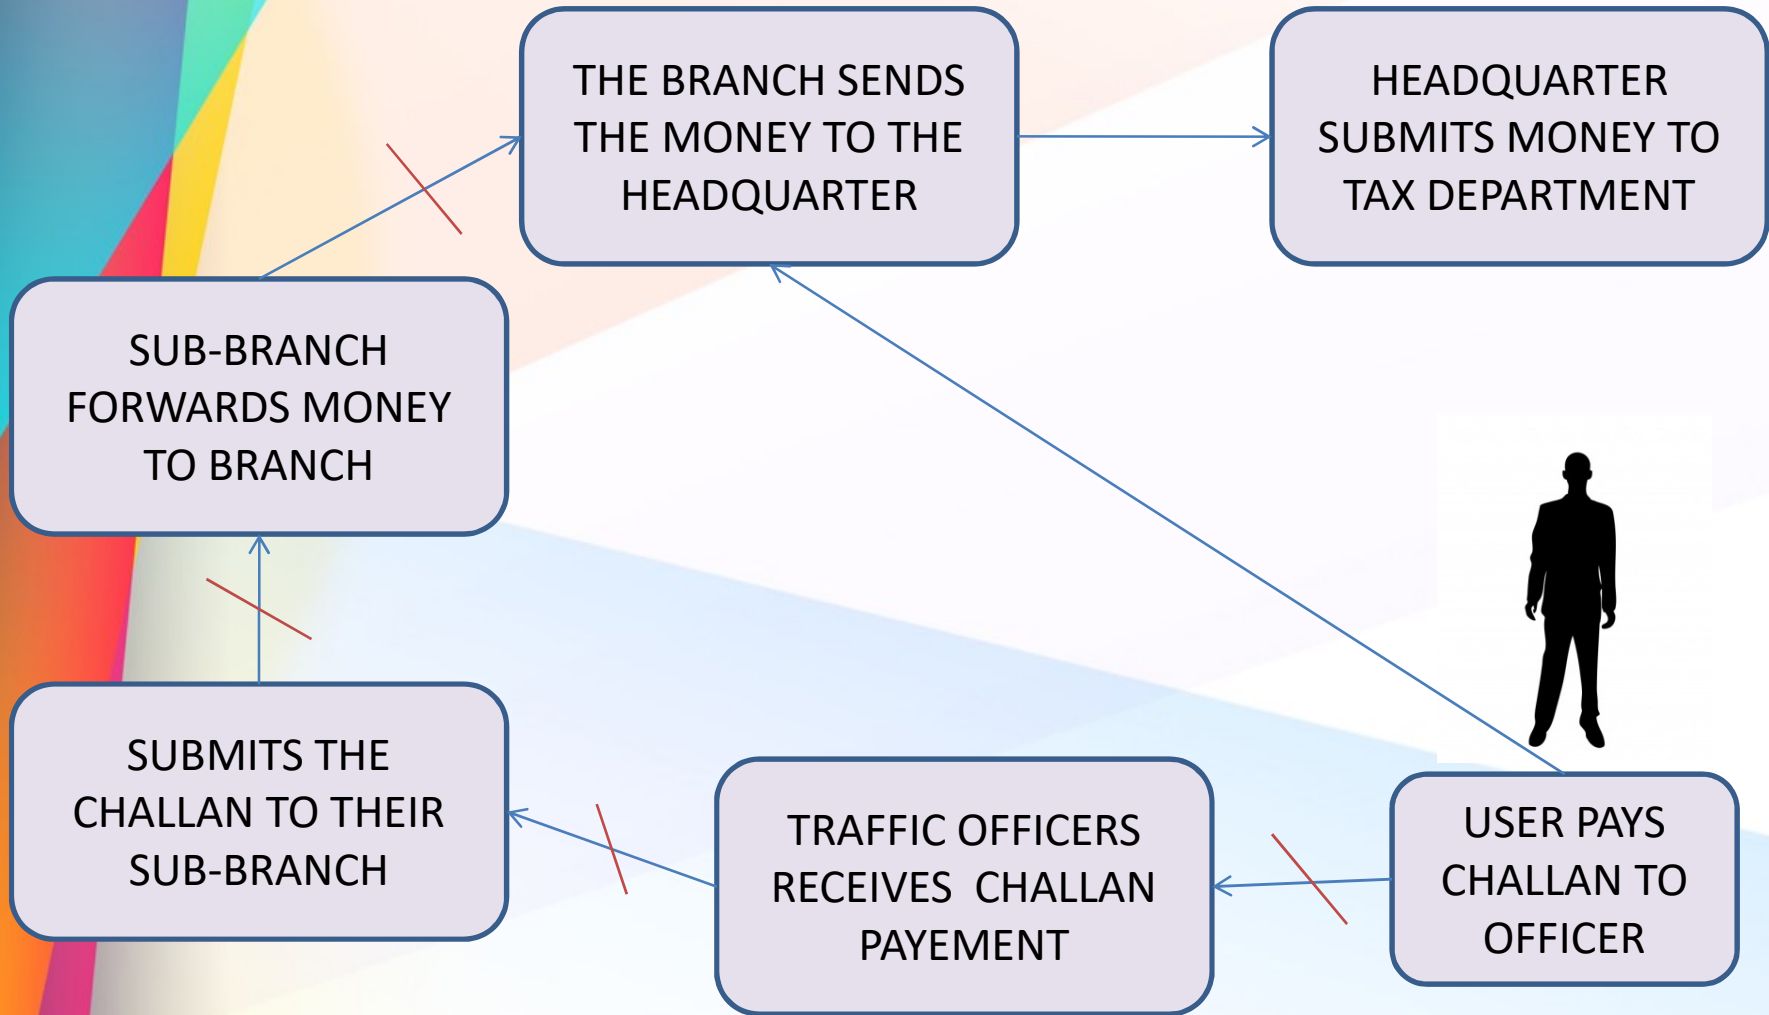 THE BRANCH SENDS
THE MONEY TO THE
HEADQUARTER
HEADQUARTER
SUBMITS MONEY TO
TAX DEPARTMENT
SUB-BRANCH
FORWARDS MONEY
TO BRANCH
SUBMITS THE
CHALLAN TO THEIR
SUB-BRANCH
TRAFFIC OFFICERS
RECEIVES  CHALLAN
PAYEMENT
USER PAYS
CHALLAN TO
OFFICER